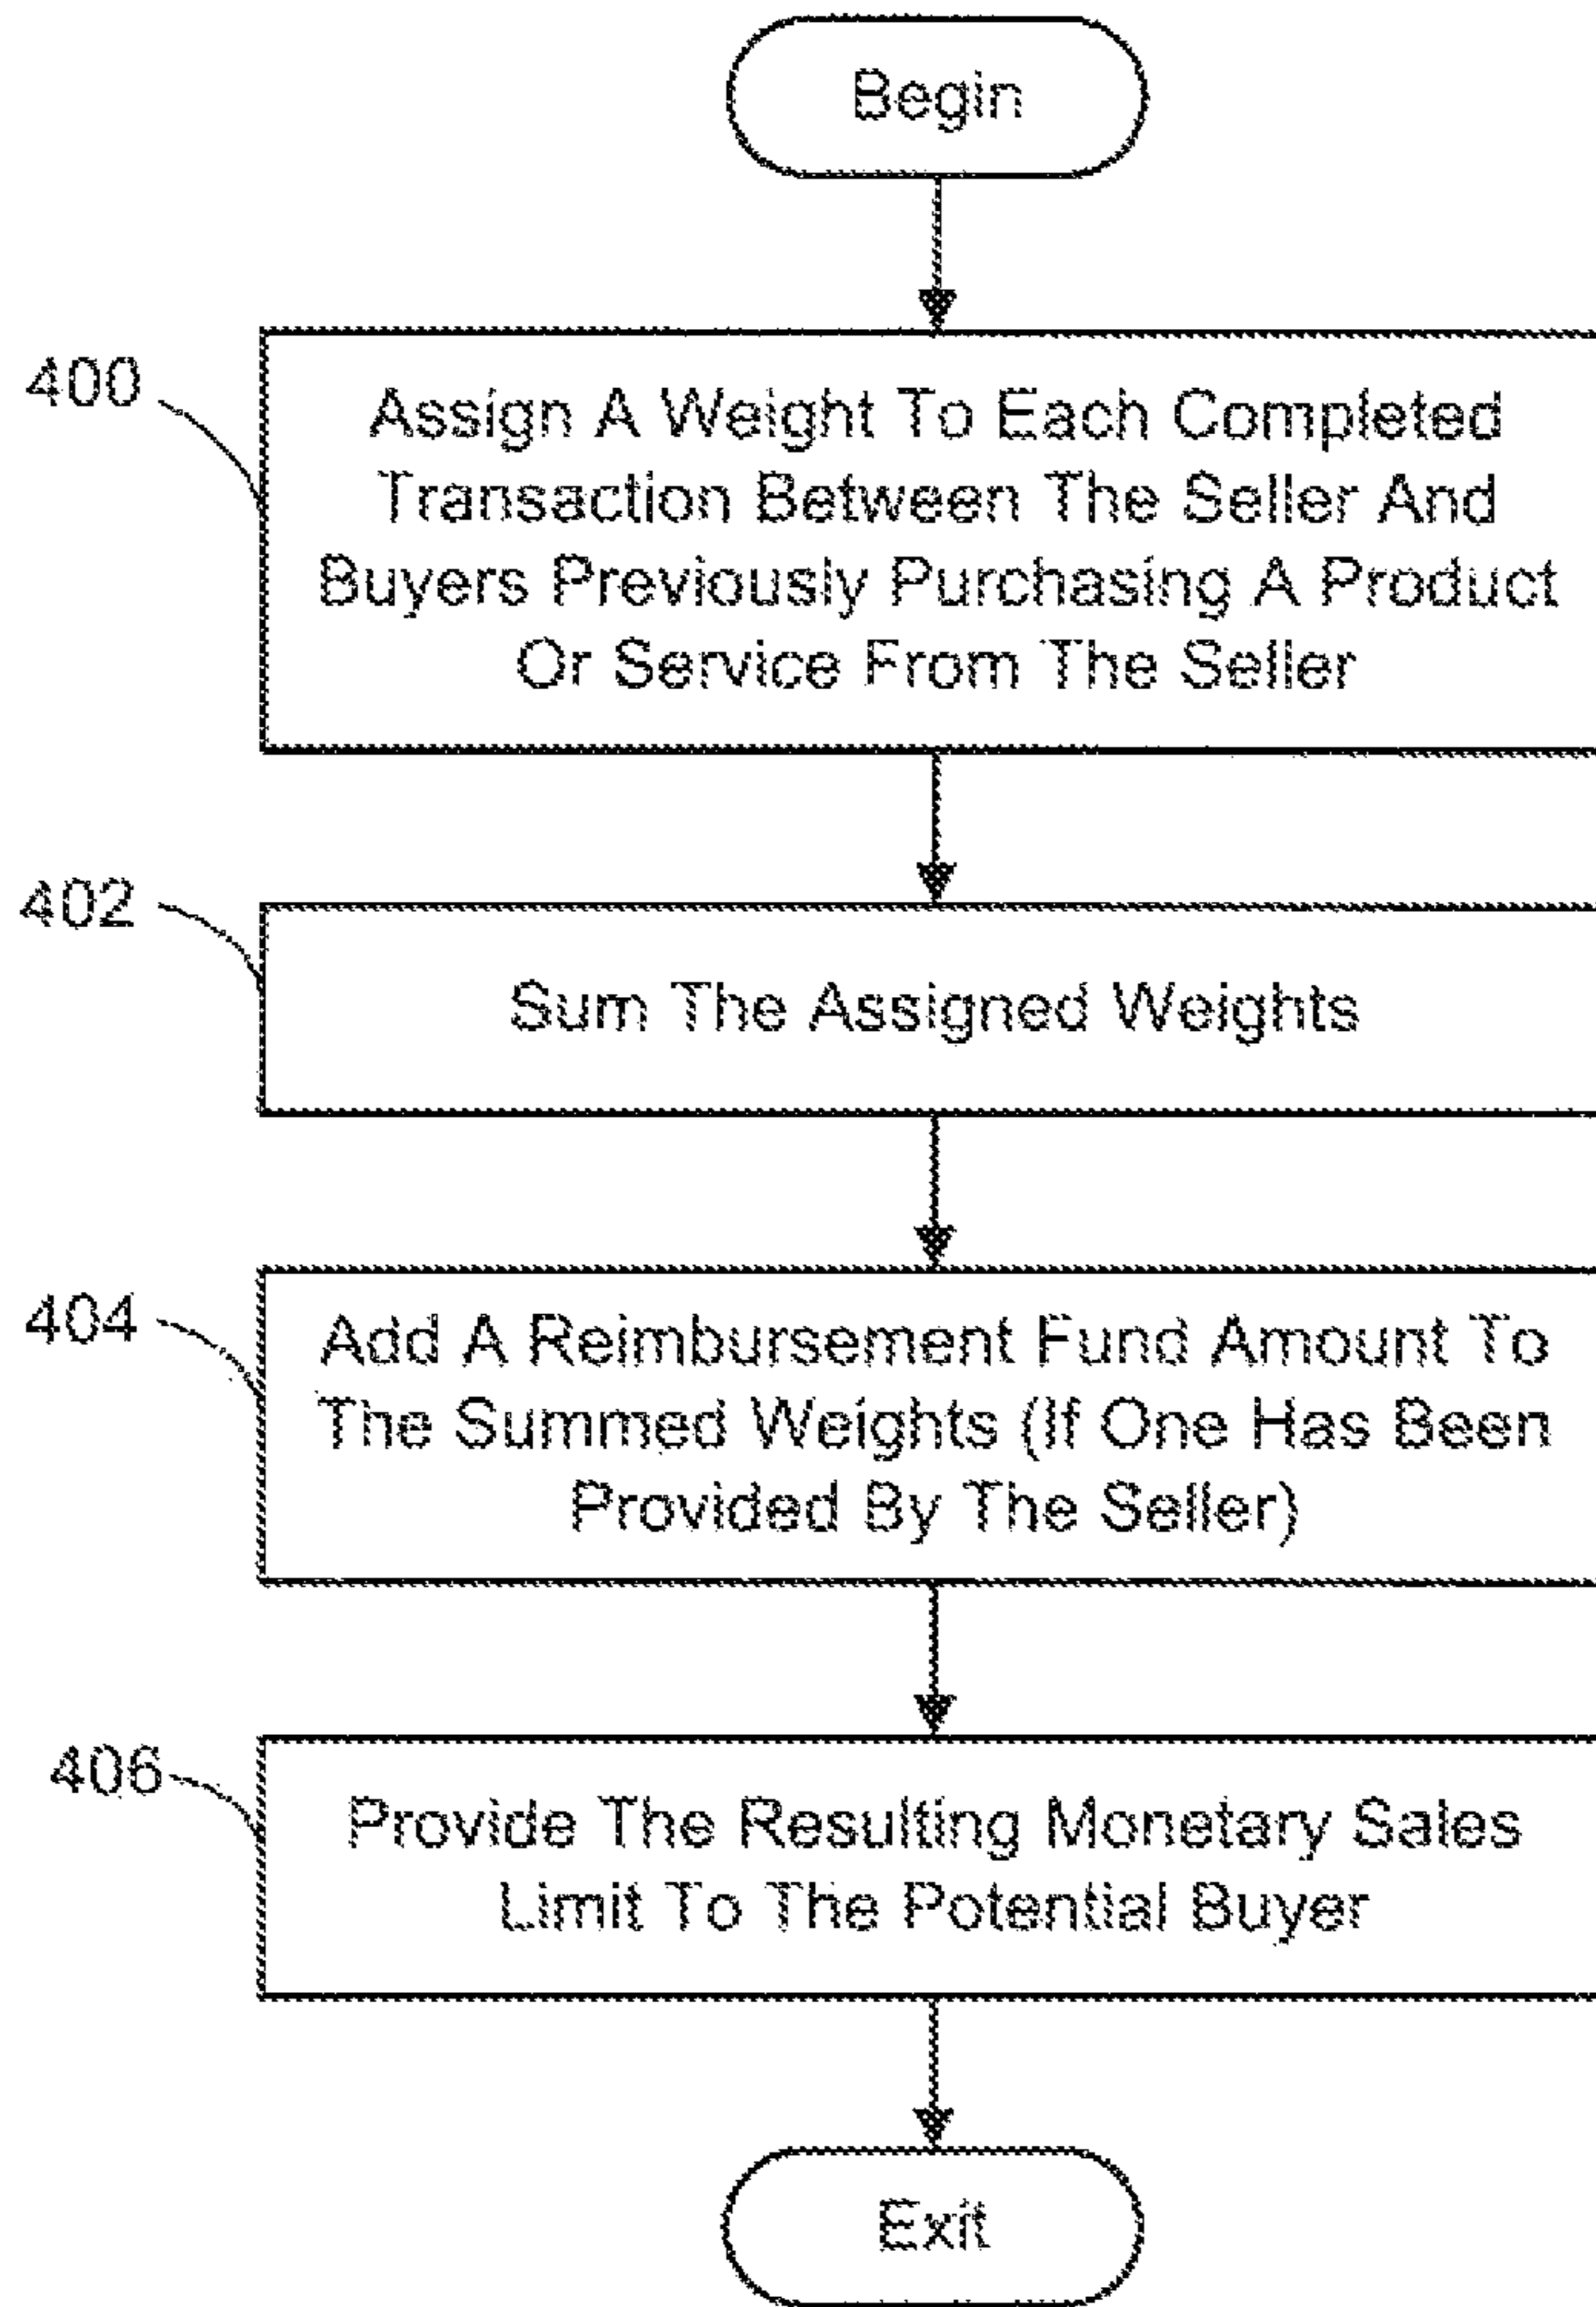 Begin
400
Assign A Weight To Each Completed
Transaction Between The Seller And
Buyers Previously Purchasing A Product
Or Service From The Seller
402
Sum The Assigned Weights
404
Add A Reimbursement Fund Amount To
The Summed Weights (If One Has Been
Provided By The Seller)
406
Provide The Resulting Monetary Sales
Limit To The Potential Buyer
Exit